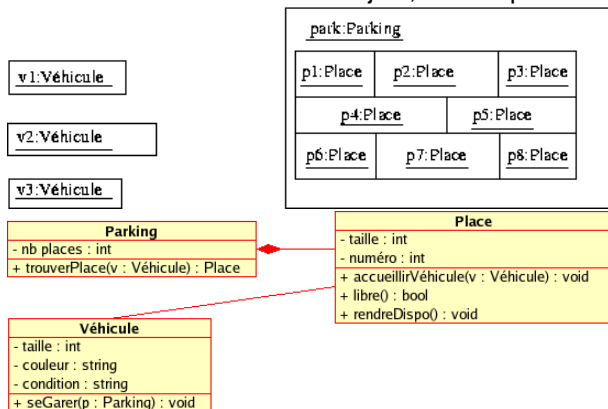 park:Parking
v1:Véhicule
p1:Place p2:Place p3:Place
p4:Place p5:Place
v2:Véhicule
p6:Place p7:Place p8:Place
v3:Véhicule
Parking
- nb places : int
+ trouverPlace(v : Véhicule) : Place
Place
- taille : int
- numéro : int
+ accueillirVéhicule(v : Véhicule) : void
+ libre() : bool
+ rendreDispo() : void
Véhicule
- taille : int
- couleur : string
- condition : string
+ seGarer(p : Parking) : void